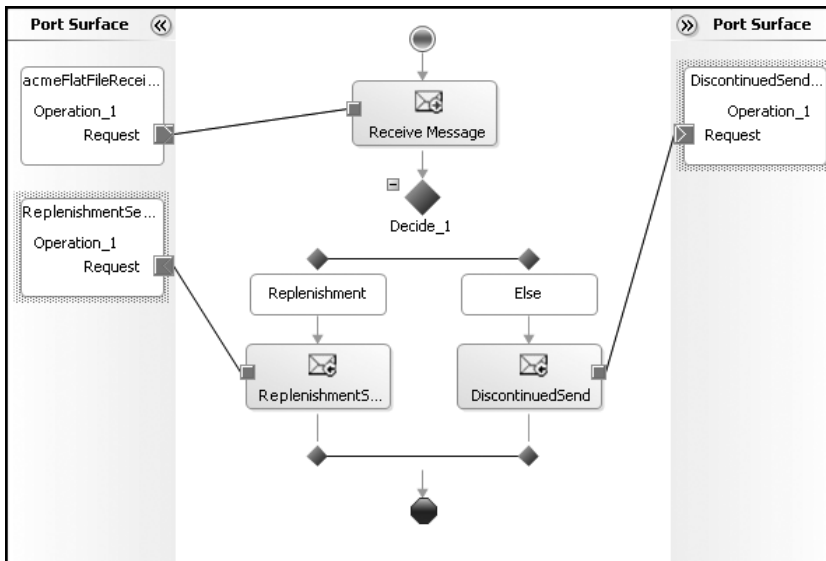 Port Surface
acmeFlatFileRecei...
Operation_1
Request
ReplenishmentSe...
Operation_1
Request
Receive Message
Decide_1
Replenishment
Else
ReplenishmentS...
DiscontinuedSend
Port Surface
DiscontinuedSend...
Operation_1
Request